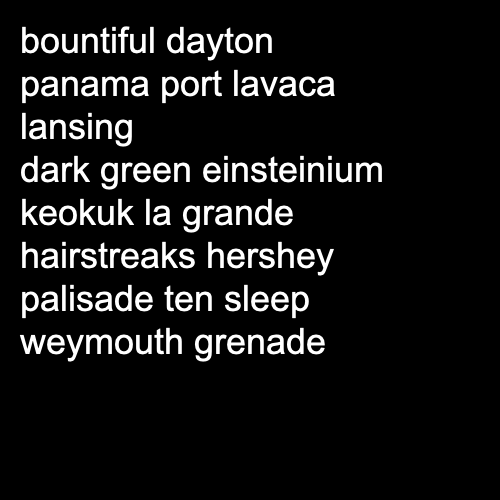 bountiful dayton
panama port lavaca
lansing
dark green einsteinium
keokuk la grande
hairstreaks hershey
palisade ten sleep
weymouth grenade